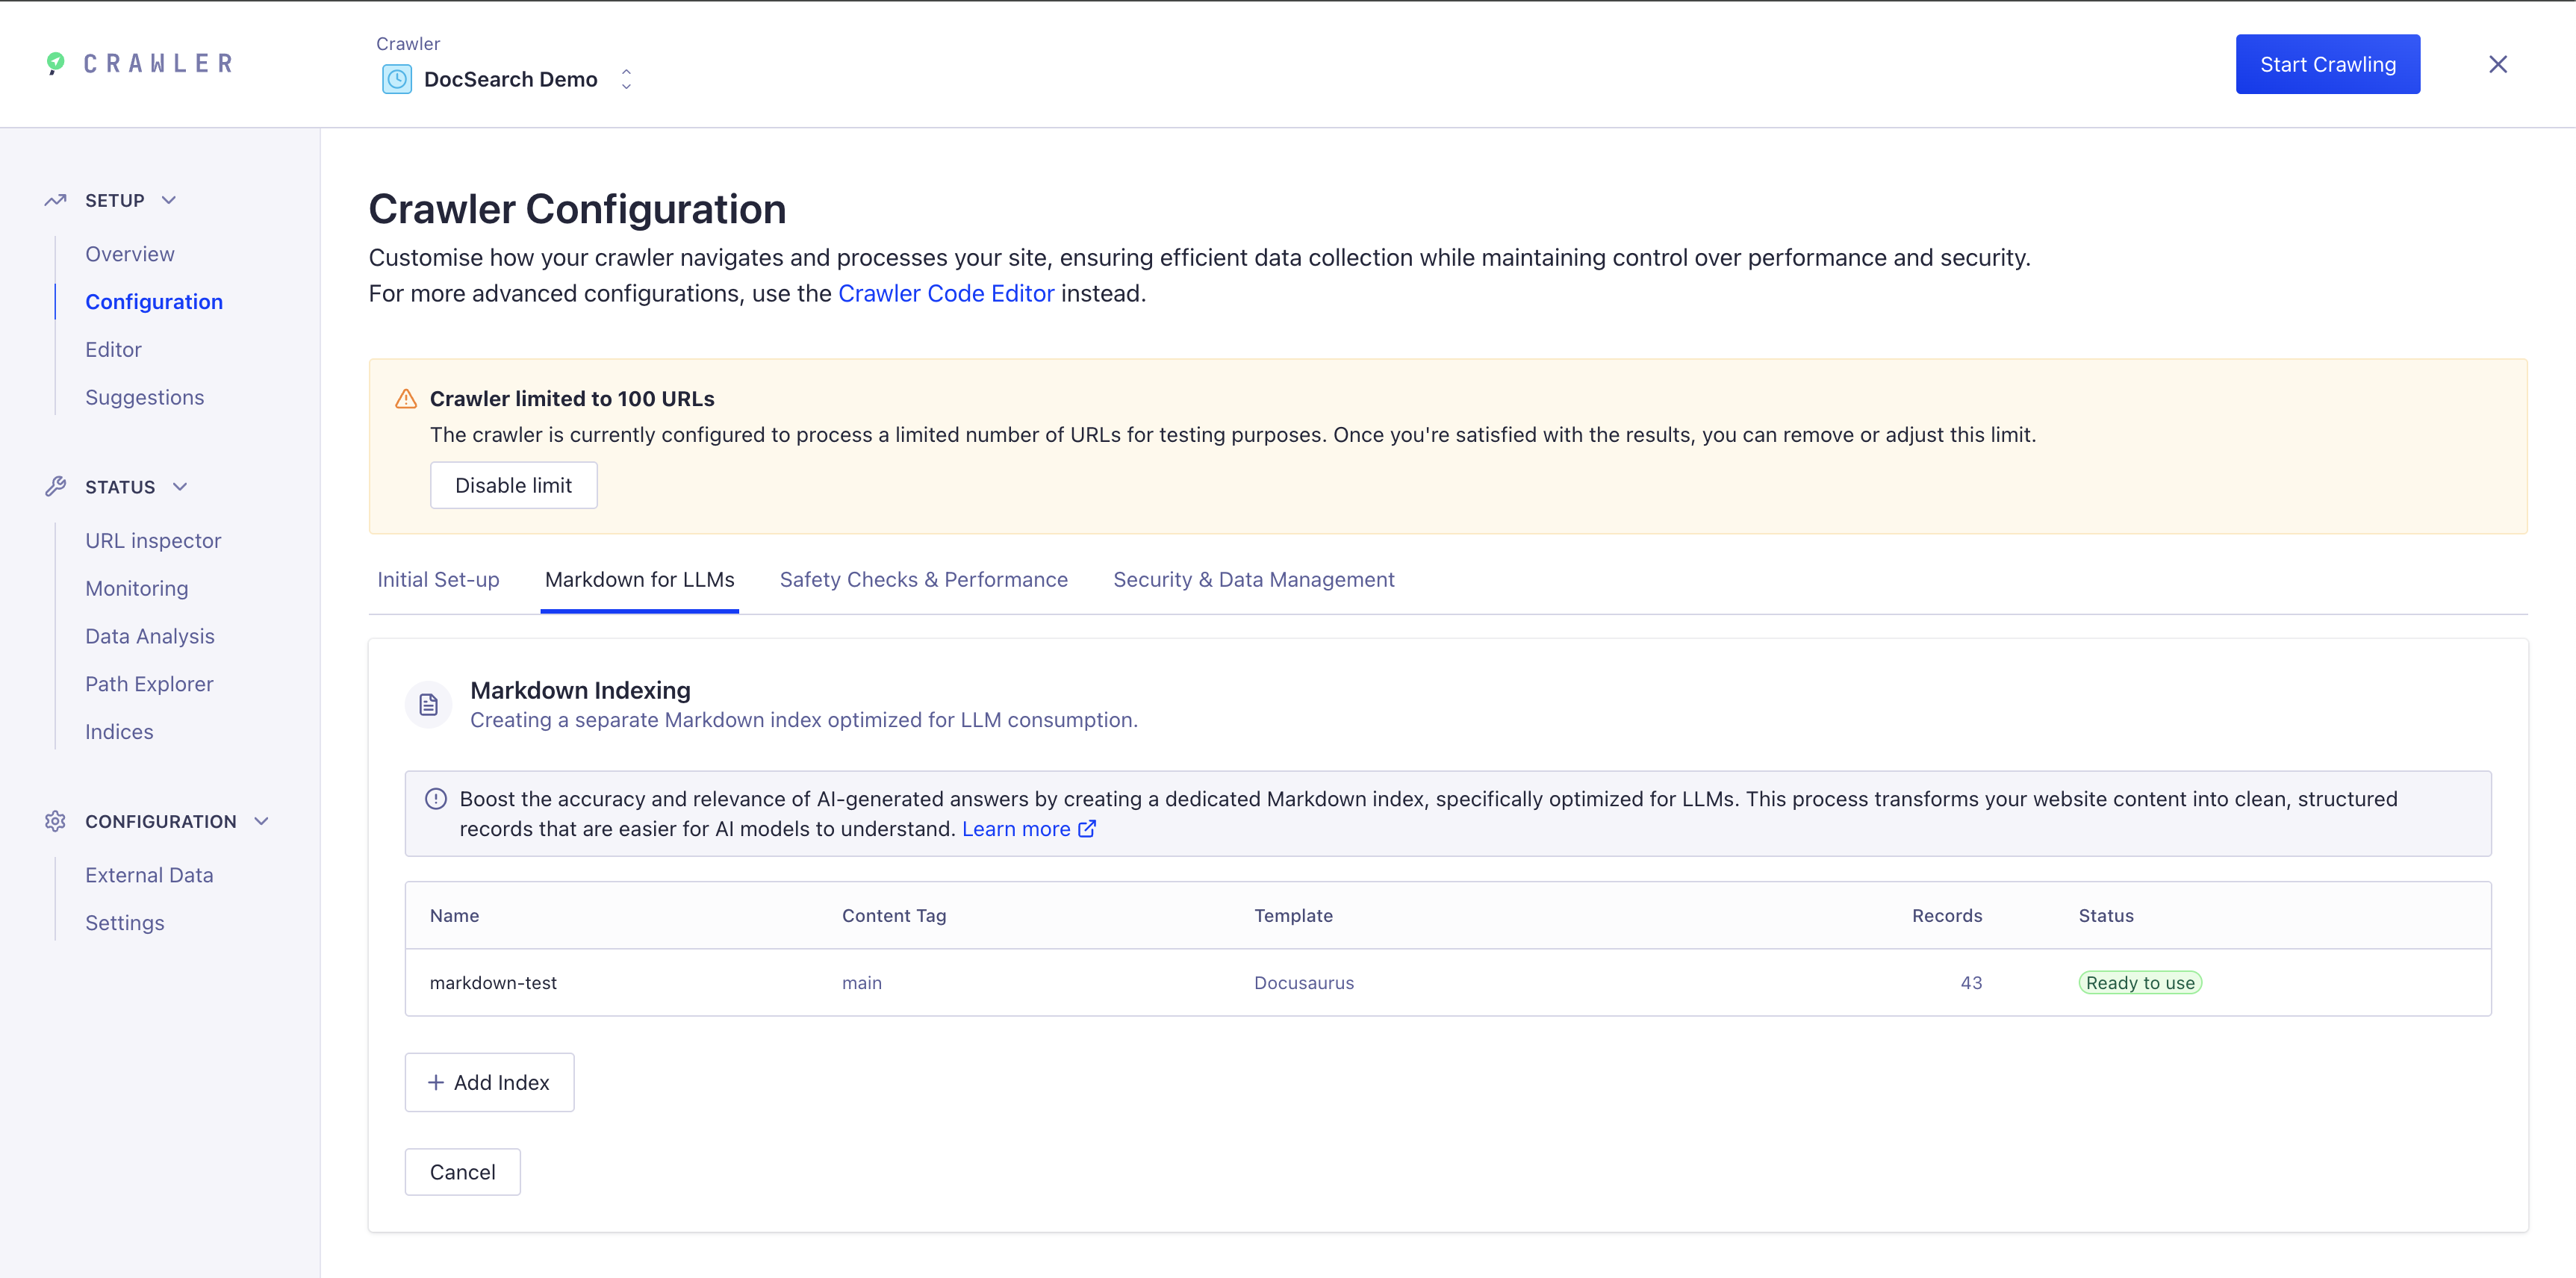 CRAWLER
Crawler
DocSearch Demo
Start Crawling
SETUP
Overview
Configuration
Editor
Suggestions
STATUS
URL inspector
Monitoring
Data Analysis
Path Explorer
Indices
CONFIGURATION
External Data
Settings
Crawler Configuration
Customise how your crawler navigates and processes your site, ensuring efficient data collection while maintaining control over performance and security.
For more advanced configurations, use the Crawler Code Editor instead.
Crawler limited to 100 URLs
The crawler is currently configured to process a limited number of URLs for testing purposes. Once you're satisfied with the results, you can remove or adjust this limit.
Disable limit
Initial Set-up Markdown for LLMs Safety Checks & Performance Security & Data Management
Markdown Indexing
Creating a separate Markdown index optimized for LLM consumption.
Boost the accuracy and relevance of AI-generated answers by creating a dedicated Markdown index, specifically optimized for LLMs. This process transforms your website content into clean, structured
records that are easier for AI models to understand. Learn more
Name Content Tag Template Records Status
markdown-test main Docusaurus 43 Ready to use
+ Add Index
Cancel